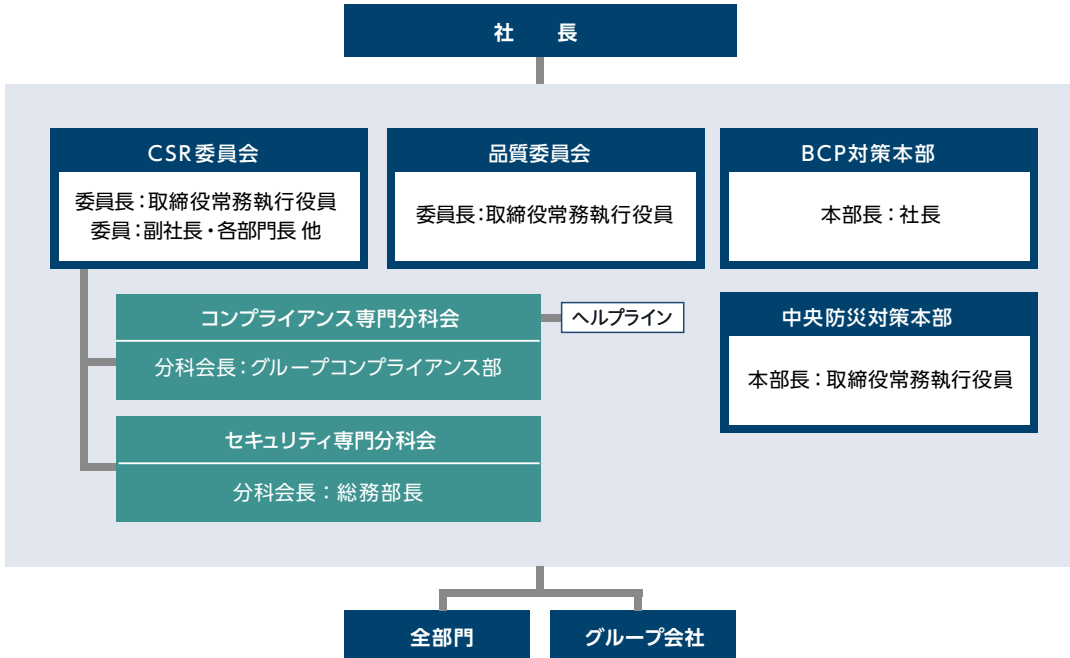 社 長
CSR委員会
委員長：取締役常務執行役員
委員：副社長・各部門長 他
品質委員会
委員長：取締役常務執行役員
BCP対策本部
本部長：社長
コンプライアンス専門分科会
分科会長：グループコンプライアンス部
ヘルプライン
セキュリティ専門分科会
分科会長：総務部長
中央防災対策本部
本部長：取締役常務執行役員
全部門
グループ会社